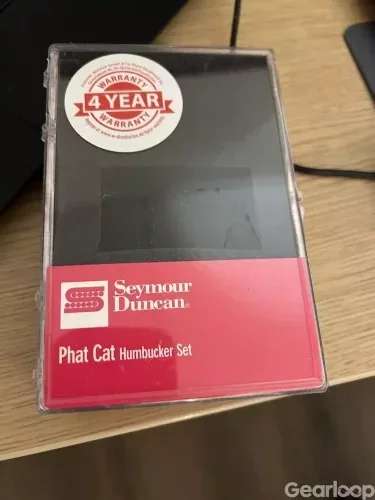 WARRANTY
4 YEAR
WARRANTY
Seymour
Duncan®
Phat Cat Humbucker Set
Gearloop